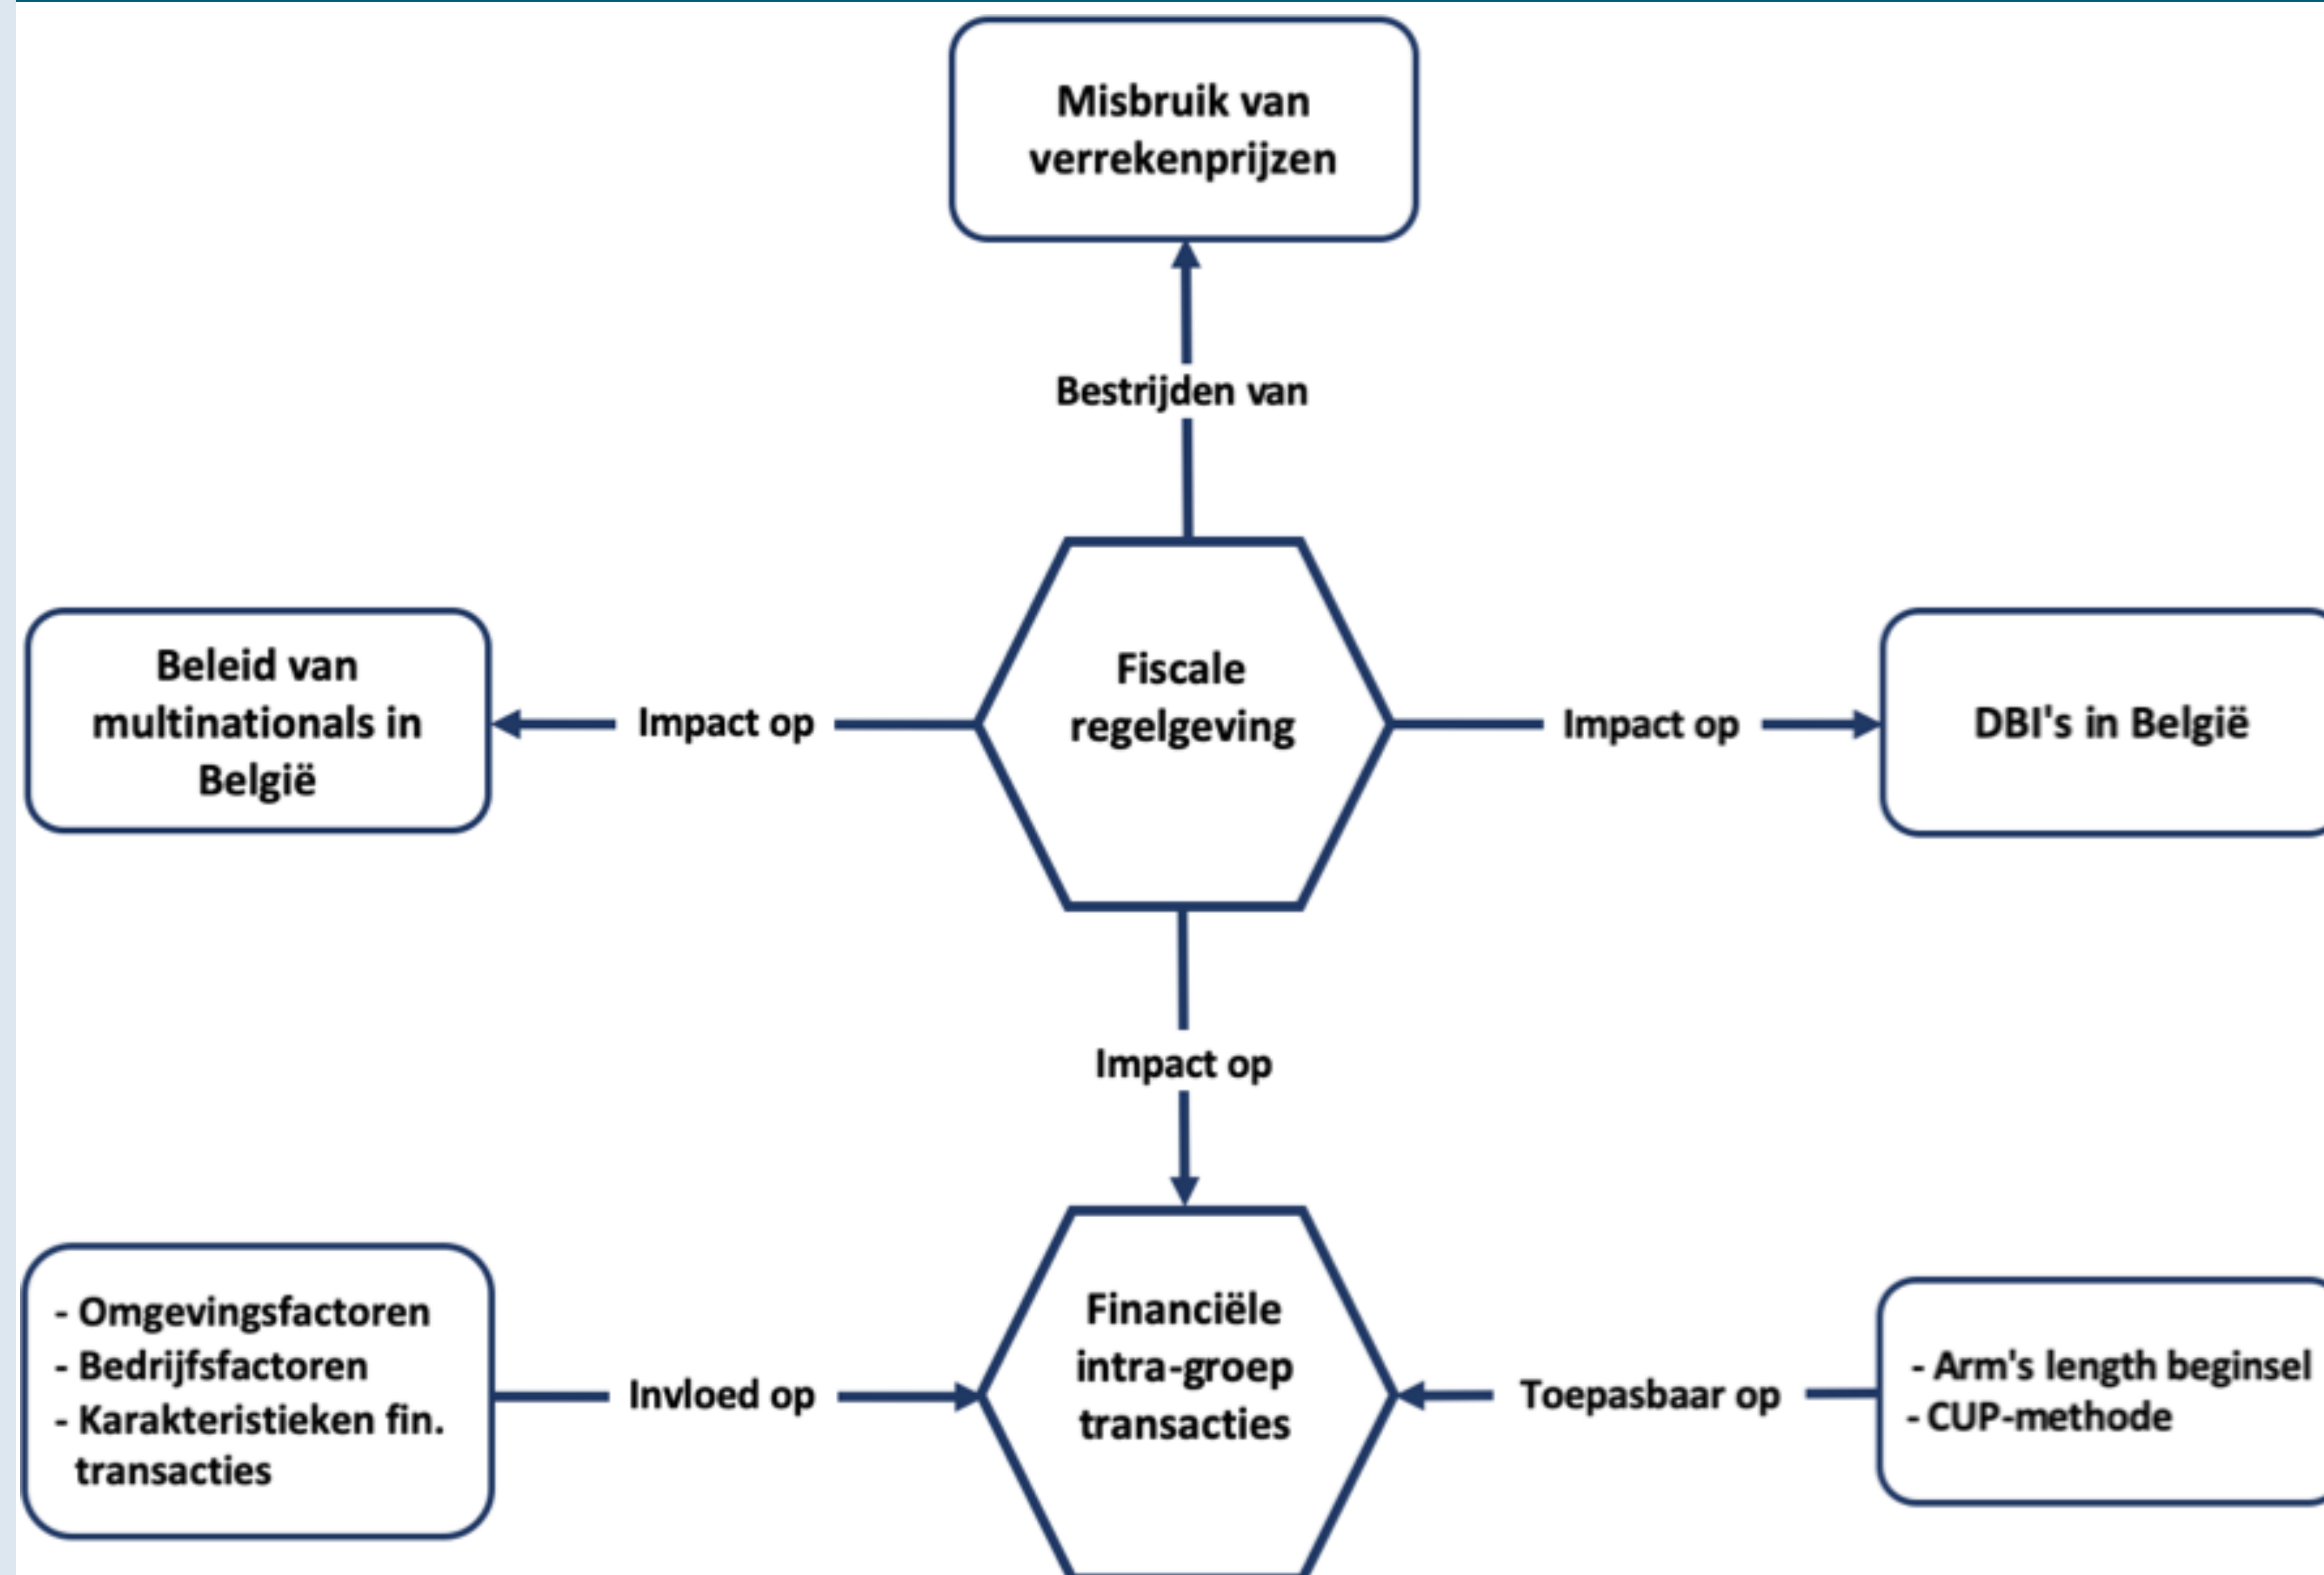 Misbruik van
verrekenprijzen
Bestrijden van
Beleid van
multinationals in
België
Impact op
Fiscale
regelgeving
Impact op
DBI's in België
Impact op
- Omgevingsfactoren
- Bedrijfsfactoren
- Karakteristieken fin.
transacties
Invloed op
Financiële
intra-groep
transacties
Toepasbaar op
- Arm's length beginsel
- CUP-methode